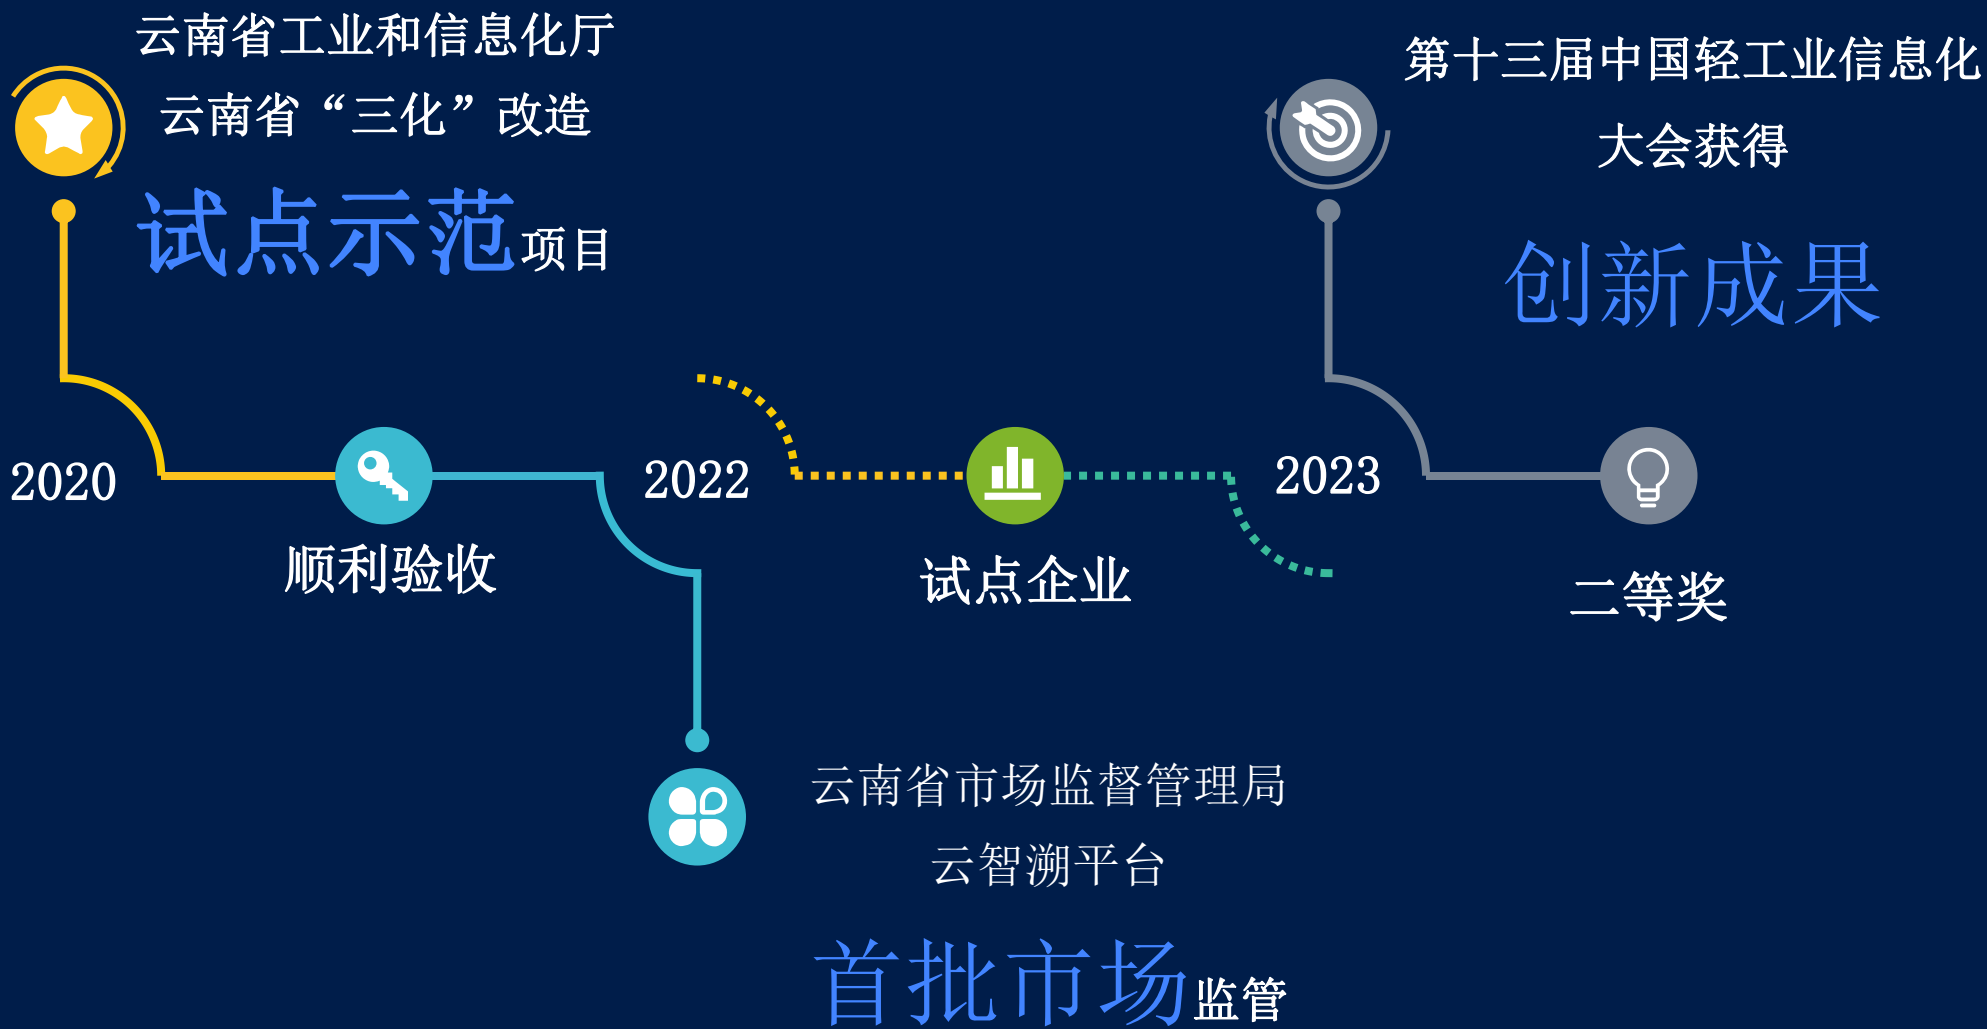 云南省工业和信息化厅
云南省“三化”改造
试点示范项目
2020
顺利验收
2022
云南省市场监督管理局
云智溯平台
首批市场监管
试点企业
第十三届中国轻工业信息化
大会获得
创新成果
2023
二等奖